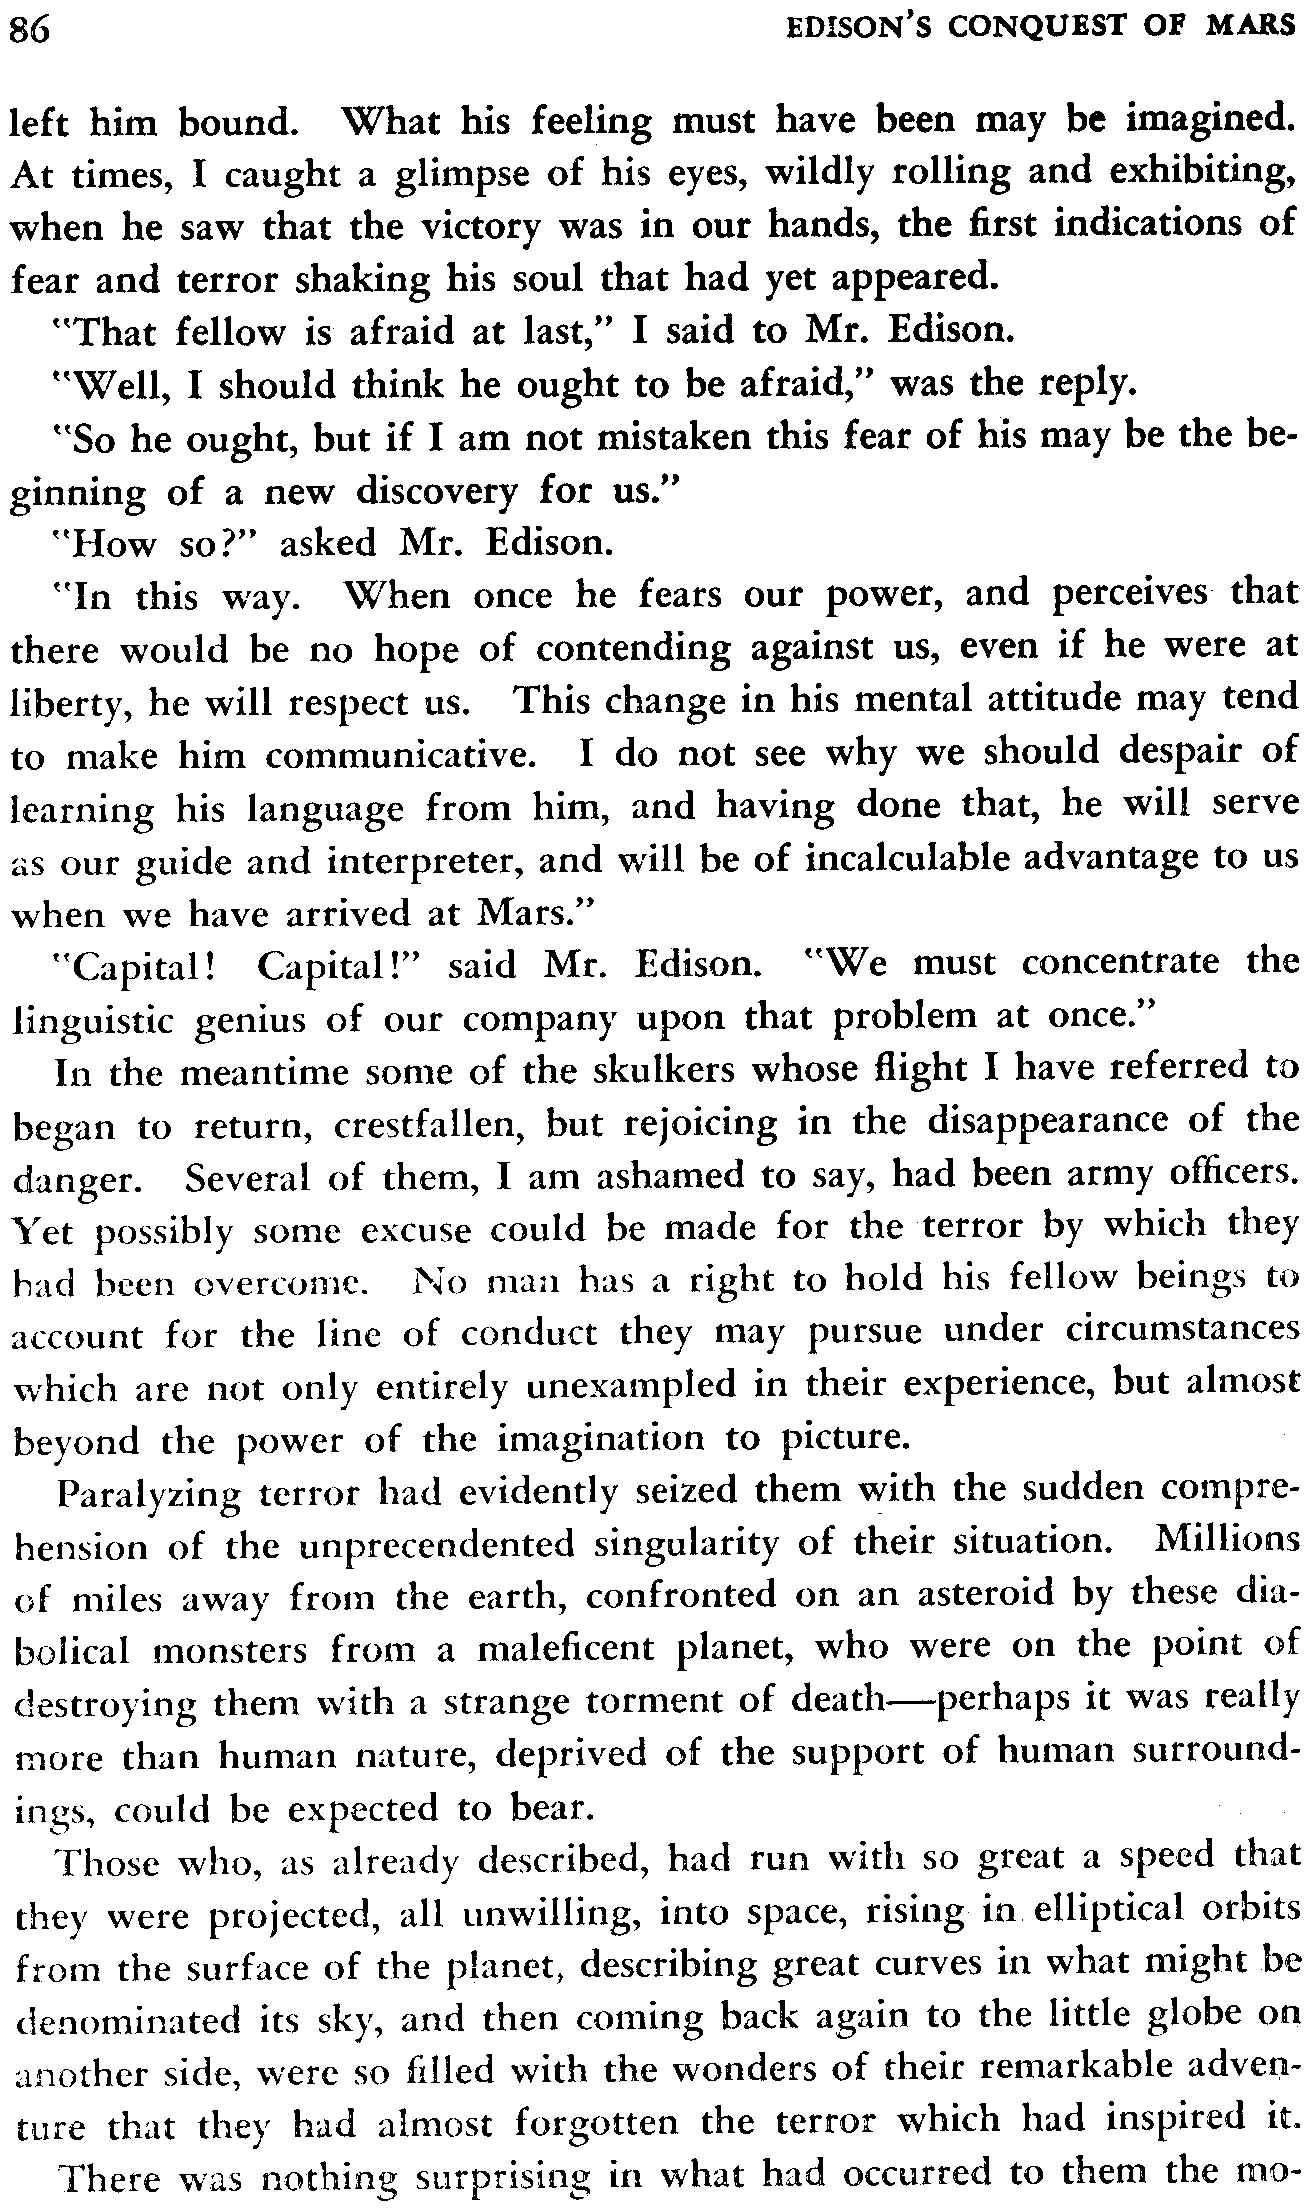 86 EDISON'S CONQUEST OF MARS
left him bound. What his feeling must have been may be imagined.
At times, I caught a glimpse of his eyes, wildly rolling and exhibiting,
when he saw that the victory was in our hands, the first indications of
fear and terror shaking his soul that had yet appeared.
"That fellow is afraid at last," I said to Mr. Edison.
"Well, I should think he ought to be afraid," was the reply.
"So he ought, but if I am not mistaken this fear of his may be the be-
ginning of a new discovery for us."
"How so?" asked Mr. Edison.
"In this way. When once he fears our power, and perceives that
there would be no hope of contending against us, even if he were at
liberty, he will respect us. This change in his mental attitude may tend
to make him communicative. I do not see why we should despair of
learning his language from him, and having done that, he will serve
as our guide and interpreter, and will be of incalculable advantage to us
when we have arrived at Mars."
"Capital! Capital!" said Mr. Edison. "We must concentrate the
linguistic genius of our company upon that problem at once."
In the meantime some of the skulkers whose flight I have referred to
began to return, crestfallen, but rejoicing in the disappearance of the
danger. Several of them, I am ashamed to say, had been army officers.
Yet possibly some excuse could be made for the terror by which they
had been overcome. No man has a right to hold his fellow beings to
account for the line of conduct they may pursue under circumstances
which are not only entirely unexampled in their experience, but almost
beyond the power of the imagination to picture.
Paralyzing terror had evidently seized them with the sudden compre-
hension of the unprecendented singularity of their situation. Millions
of miles away from the earth, confronted on an asteroid by these dia-
bolical monsters from a maleficent planet, who were on the point of
destroying them with a strange torment of death—perhaps it was really
more than human nature, deprived of the support of human surround-
ings, could be expected to bear.
Those who, as already described, had run with so great a speed that
they were projected, all unwilling, into space, rising in elliptical orbits
from the surface of the planet, describing great curves in what might be
denominated its sky, and then coming back again to the little globe on
another side, were so filled with the wonders of their remarkable adven-
ture that they had almost forgotten the terror which had inspired it.
There was nothing surprising in what had occurred to them the mo-